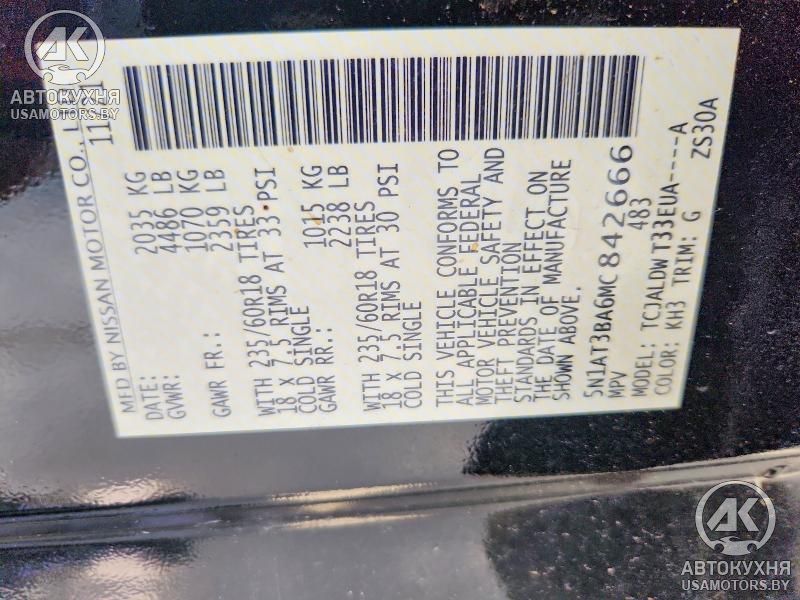 АК
АВТОКУХНЯ
USAMOTORS.BY
MFD BY NISSAN MOTOR CO., LTD.
DATE:
GVWR: 2035 KG
4486 LB
GAWR FR.: 1070 KG
2359 LB
WITH 235/60R18 TIRES
18 X 7.5 RIMS AT 33 PSI
COLD SINGLE
GAWR RR.: 1015 KG
2238 LB
WITH 235/60R18 TIRES
18 X 7.5 RIMS AT 30 PSI
COLD SINGLE
THIS VEHICLE CONFORMS TO
ALL APPLICABLE FEDERAL
MOTOR VEHICLE SAFETY AND
THEFT PREVENTION
STANDARDS IN EFFECT ON
THE DATE OF MANUFACTURE
SHOWN ABOVE.
5N1AT3BA6MC842666
MPV 483
MODEL: TCJALDWT33EUA----A
COLOR: KH3 TRIM: G ZS30A
АК
АВТОКУХНЯ
USAMOTORS.BY